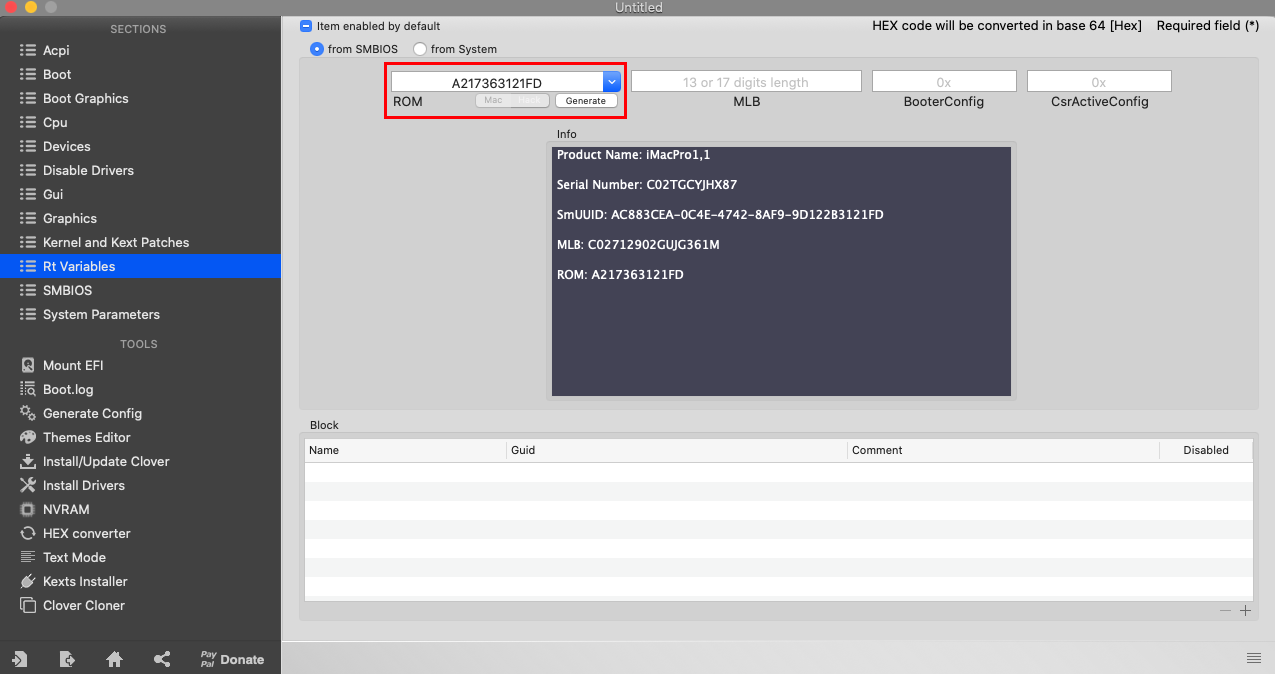 Untitled
SECTIONS
Acpi
Boot
Boot Graphics
Cpu
Devices
Disable Drivers
Gui
Graphics
Kernel and Kext Patches
Rt Variables
SMBIOS
System Parameters
TOOLS
Mount EFI
Boot.log
Generate Config
Themes Editor
Install/Update Clover
Install Drivers
NVRAM
HEX converter
Text Mode
Kexts Installer
Clover Cloner
Pay
Pal
Donate
Item enabled by default
HEX code will be converted in base 64 [Hex] Required field (*)
from SMBIOS from System
A217363121FD 13 or 17 digits length 0x 0x
ROM Mac Hack Generate MLB BooterConfig CsrActiveConfig
Info
Product Name: iMacPro1,1
Serial Number: C02TGCYJHX87
SmUUID: AC883CEA-0C4E-4742-8AF9-9D122B3121FD
MLB: C02712902GUJG361M
ROM: A217363121FD
Block
Name Guid Comment Disabled